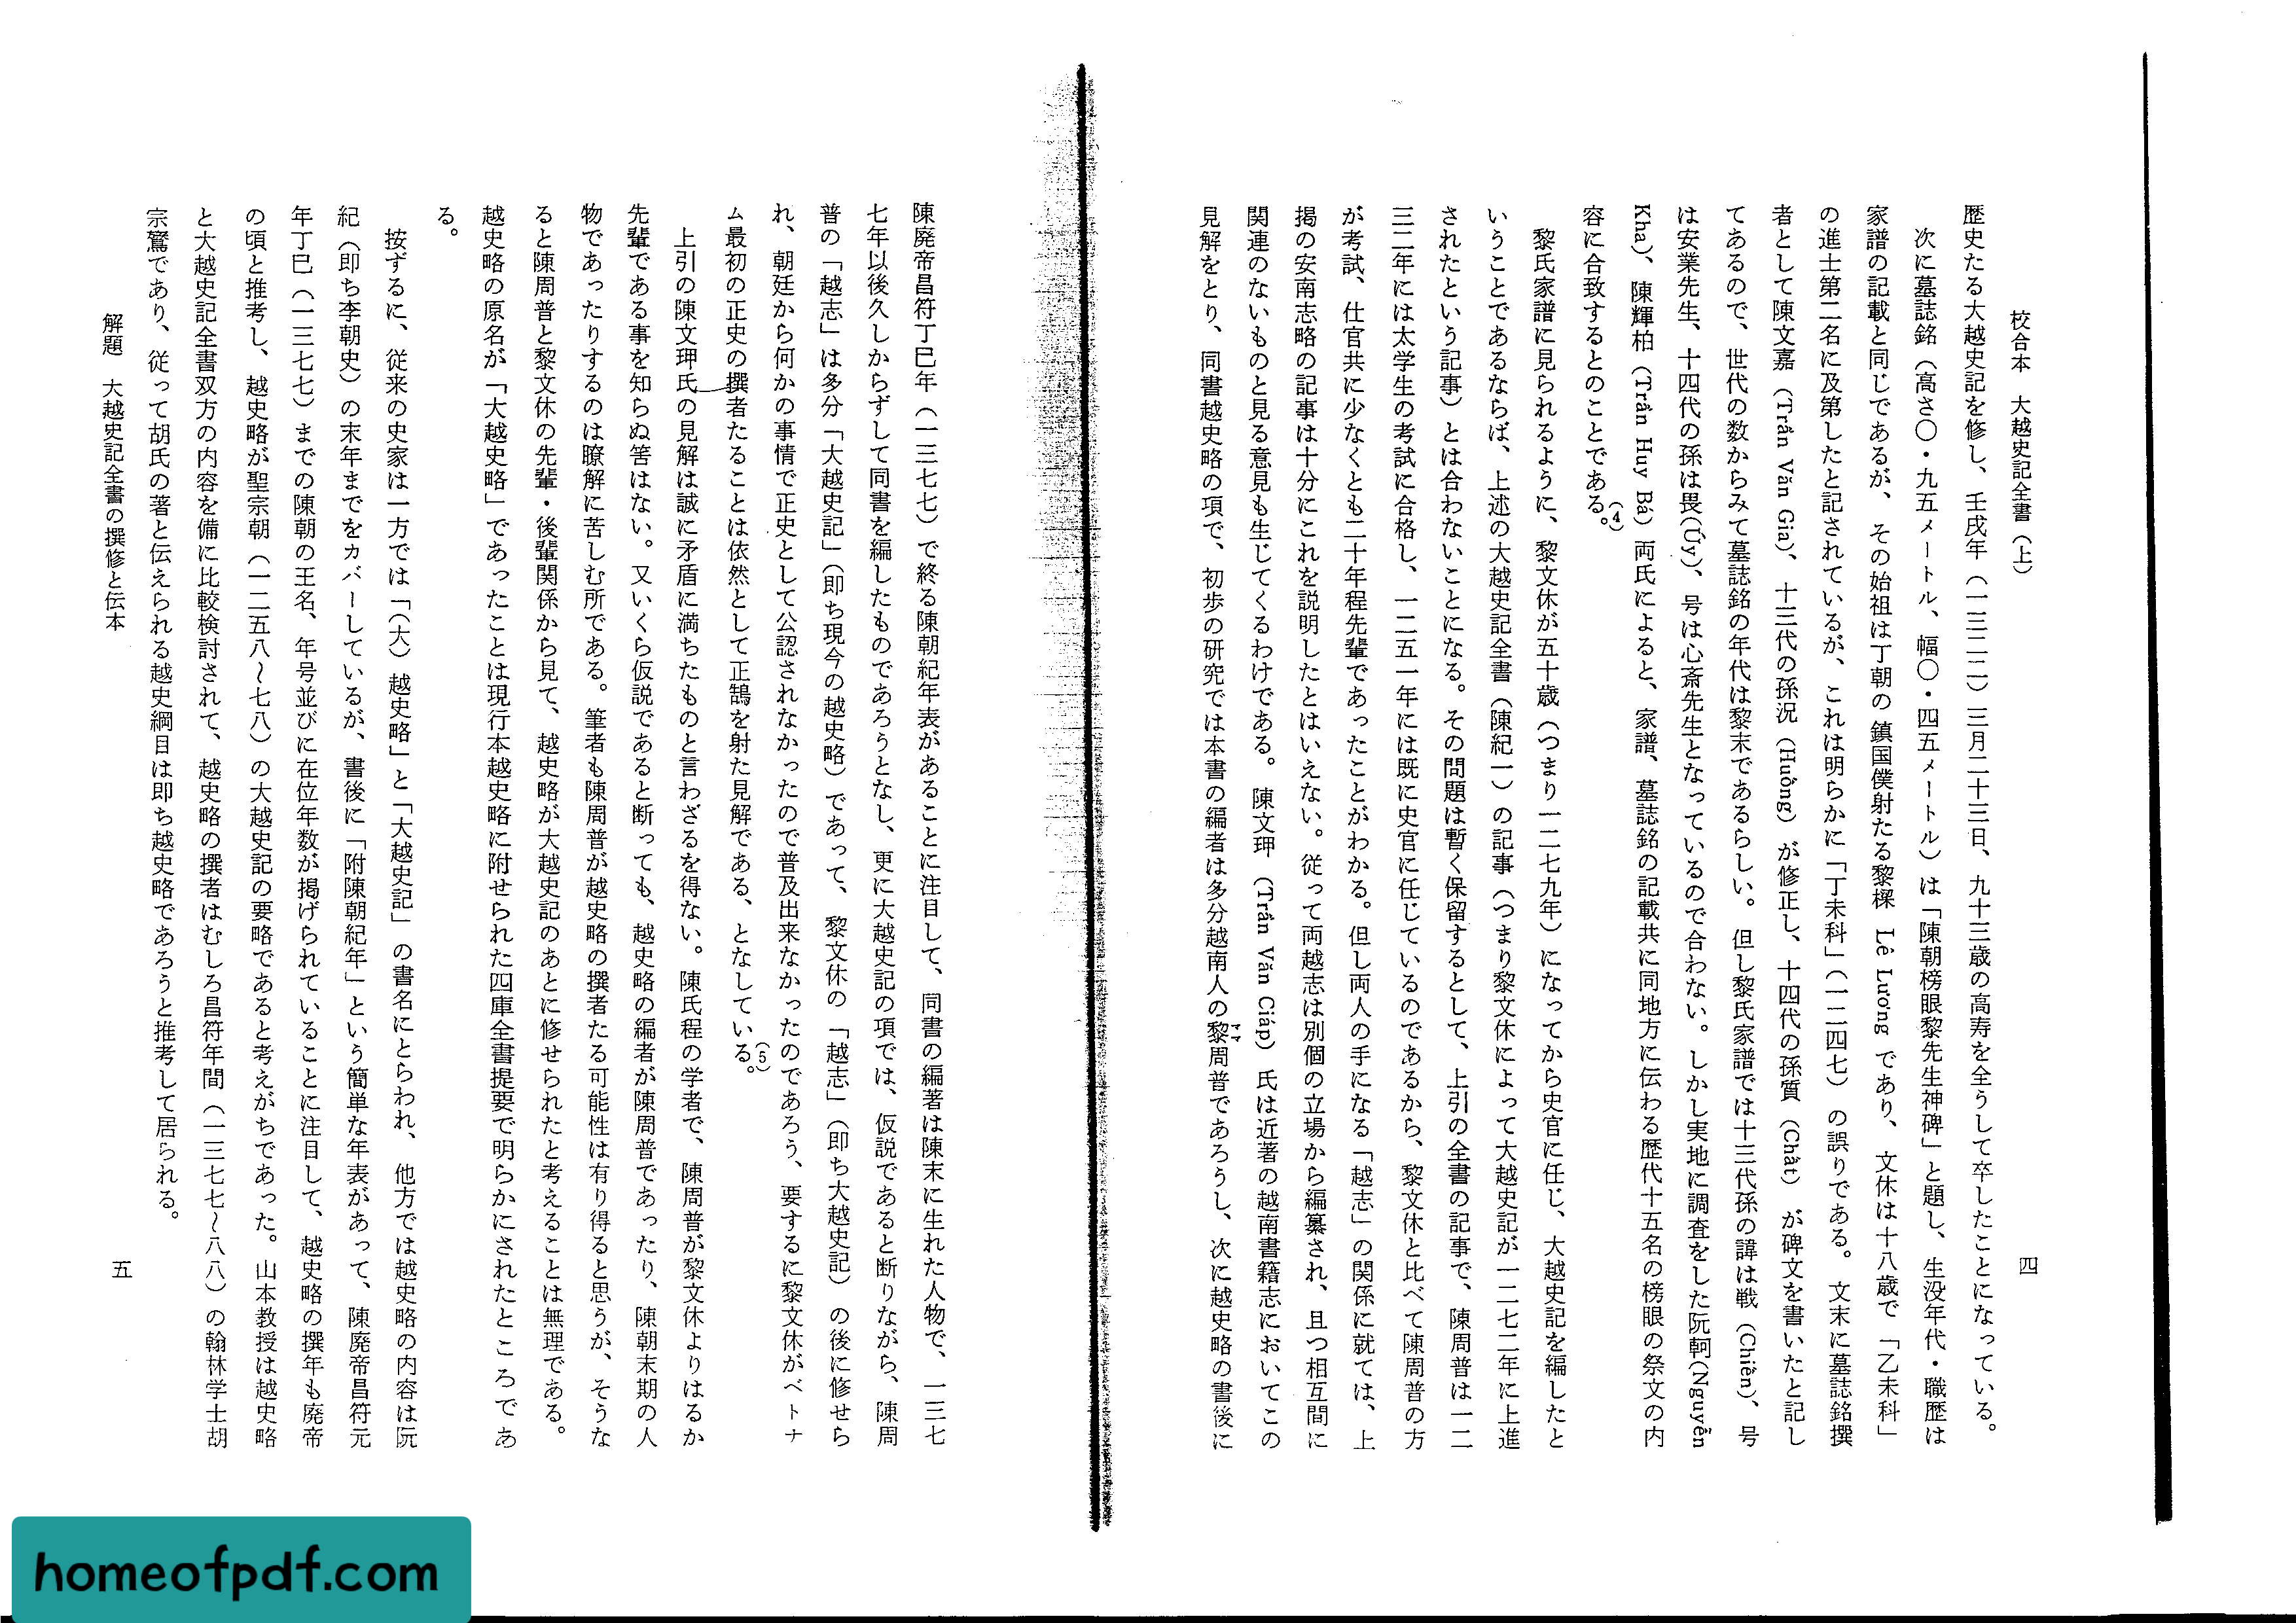 校合本　大越史記全書（上）
四
歴史たる大越史記を修し、壬戌年（一三二二）三月二十三日、九十三歳の高寿を全うして卒したことになっている。
次に墓誌銘（高さ〇・九五メートル、幅〇・四五メートル）は「陳朝榜眼黎先生神碑」と題し、生没年代・職歴は
家譜の記載と同じであるが、その始祖は丁朝の鎮国僕射たる黎樑 Lê Lương であり、文休は十八歳で「乙未科」
の進士第二名に及第したと記されているが、これは明らかに「丁未科」（一二四七）の誤りである。文末に墓誌銘撰
者として陳文嘉（Trần Văn Gia）、十三代の孫況（Huống）が修正し、十四代の孫質（Chất）が碑文を書いたと記し
てあるので、世代の数からみて墓誌銘の年代は黎末であるらしい。但し黎氏家譜では十三代孫の諱は戦（Chiến）、号
は安業先生、十四代の孫は畏(Úy)、号は心斎先生となっているので合わない。しかし実地に調査をした阮軻(Nguyễn
Kha)、陳輝柏（Trần Huy Bá）両氏によると、家譜、墓誌銘の記載共に同地方に伝わる歴代十五名の榜眼の祭文の内
容に合致するとのことである。(4)
黎氏家譜に見られるように、黎文休が五十歳（つまり一二七九年）になってから史官に任じ、大越史記を編したと
いうことであるならば、上述の大越史記全書（陳紀一）の記事（つまり黎文休によって大越史記が一二七二年に上進
されたという記事）とは合わないことになる。その問題は暫く保留するとして、上引の全書の記事で、陳周普は一二
三二年には太学生の考試に合格し、一二五一年には既に史官に任じているのであるから、黎文休と比べて陳周普の方
が考試、仕官共に少なくとも二十年程先輩であったことがわかる。但し両人の手になる「越志」の関係に就ては、上
掲の安南志略の記事は十分にこれを説明したとはいえない。従って両越志は別個の立場から編纂され、且つ相互間に
関連のないものと見る意見も生じてくるわけである。陳文玾（Trần Văn Giáp）氏は近著の越南書籍志においてこの
見解をとり、同書越史略の項で、初歩の研究では本書の編者は多分越南人の黎周普であろうし、次に越史略の書後に
ママ
陳廃帝昌符丁巳年（一三七七）で終る陳朝紀年表があることに注目して、同書の編著は陳末に生れた人物で、一三七
七年以後久しからずして同書を編したものであろうとなし、更に大越史記の項では、仮説であると断りながら、陳周
普の「越志」は多分「大越史記」（即ち現今の越史略）であって、黎文休の「越志」（即ち大越史記）の後に修せら
れ、朝廷から何かの事情で正史として公認されなかったので普及出来なかったのであろう、要するに黎文休がベトナ
ム最初の正史の撰者たることは依然として正鵠を射た見解である、となしている。(5)
上引の陳文玾氏の見解は誠に矛盾に満ちたものと言わざるを得ない。陳氏程の学者で、陳周普が黎文休よりはるか
先輩である事を知らぬ筈はない。又いくら仮説であると断っても、越史略の編者が陳周普であったり、陳朝末期の人
物であったりするのは瞭解に苦しむ所である。筆者も陳周普が越史略の撰者たる可能性は有り得ると思うが、そうな
ると陳周普と黎文休の先輩・後輩関係から見て、越史略が大越史記のあとに修せられたと考えることは無理である。
越史略の原名が「大越史略」であったことは現行本越史略に附せられた四庫全書提要で明らかにされたところであ
る。
按ずるに、従来の史家は一方では「（大）越史略」と「大越史記」の書名にとらわれ、他方では越史略の内容は阮
紀（即ち李朝史）の末年までをカバーしているが、書後に「附陳朝紀年」という簡単な年表があって、陳廃帝昌符元
年丁巳（一三七七）までの陳朝の王名、年号並びに在位年数が掲げられていることに注目して、越史略の撰年も廃帝
の頃と推考し、越史略が聖宗朝（一二五八〜七八）の大越史記の要略であると考えがちであった。山本教授は越史略
と大越史記全書双方の内容を備に比較検討されて、越史略の撰者はむしろ昌符年間（一三七七〜八八）の翰林学士胡
宗鷟であり、従って胡氏の著と伝えられる越史綱目は即ち越史略であろうと推考して居られる。
解題　大越史記全書の撰修と伝本
五
homeofpdf.com